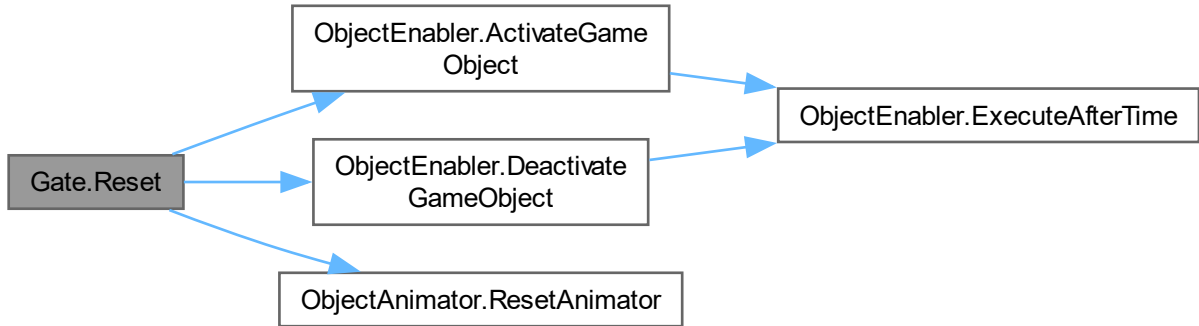 ObjectEnabler.ActivateGame
Object
ObjectEnabler.ExecuteAfterTime
Gate.Reset
ObjectEnabler.Deactivate
GameObject
ObjectAnimator.ResetAnimator